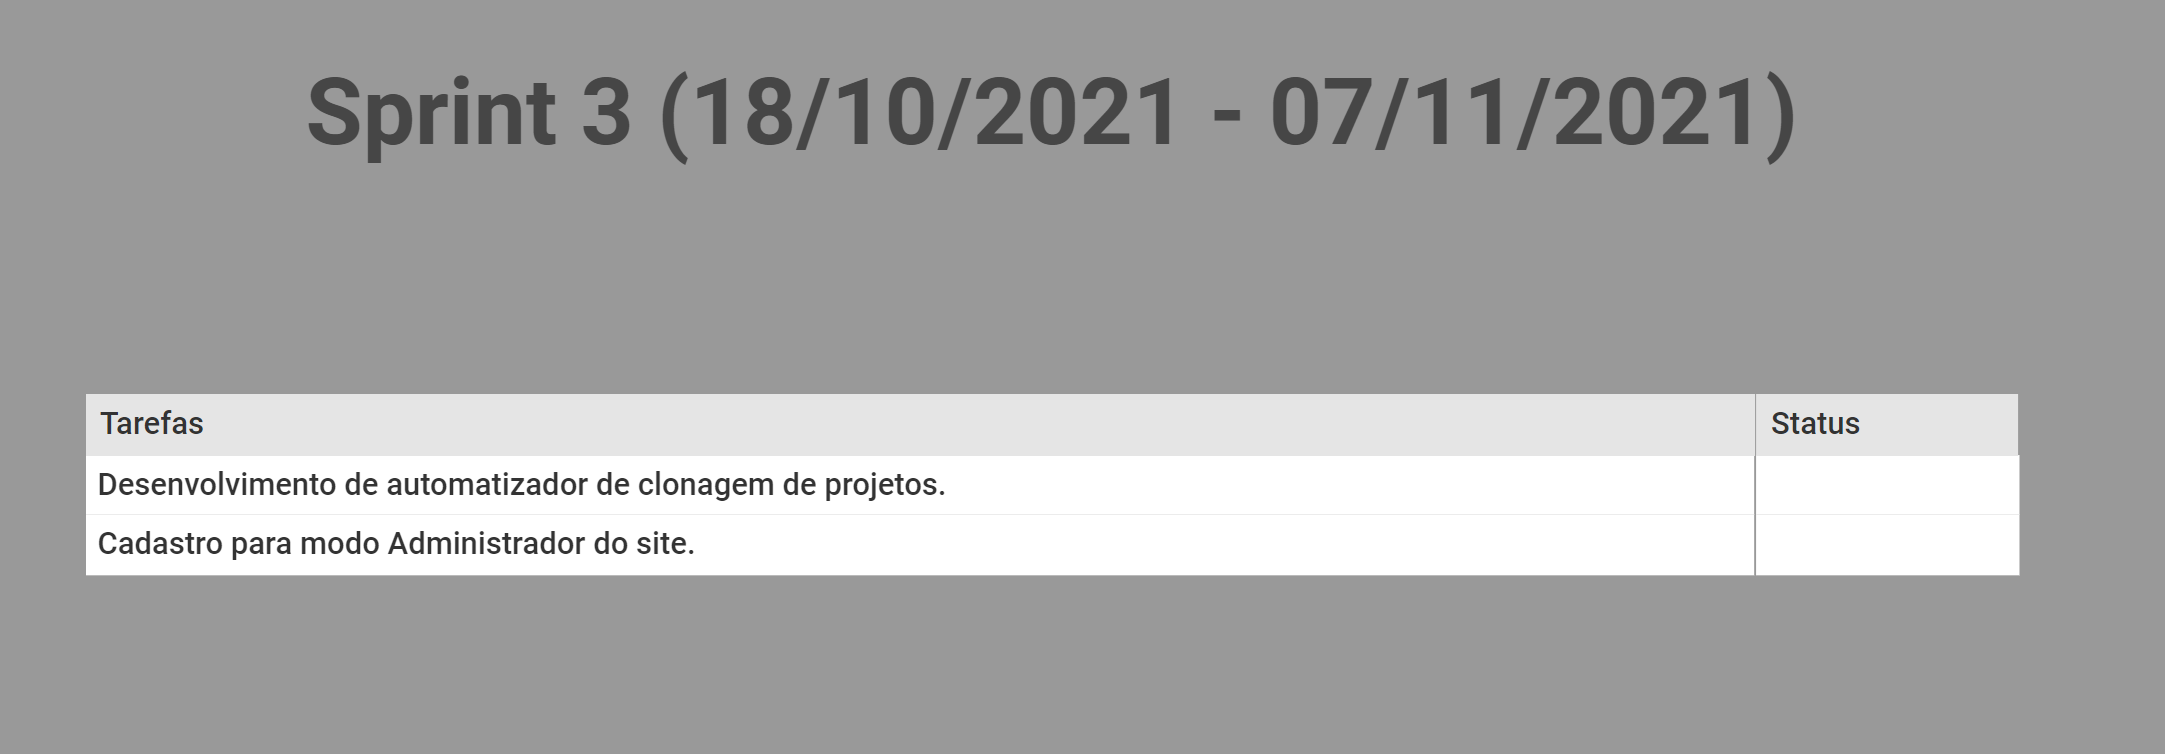 Sprint 3 (18/10/2021 - 07/11/2021)
Tarefas Status
Desenvolvimento de automatizador de clonagem de projetos.
Cadastro para modo Administrador do site.